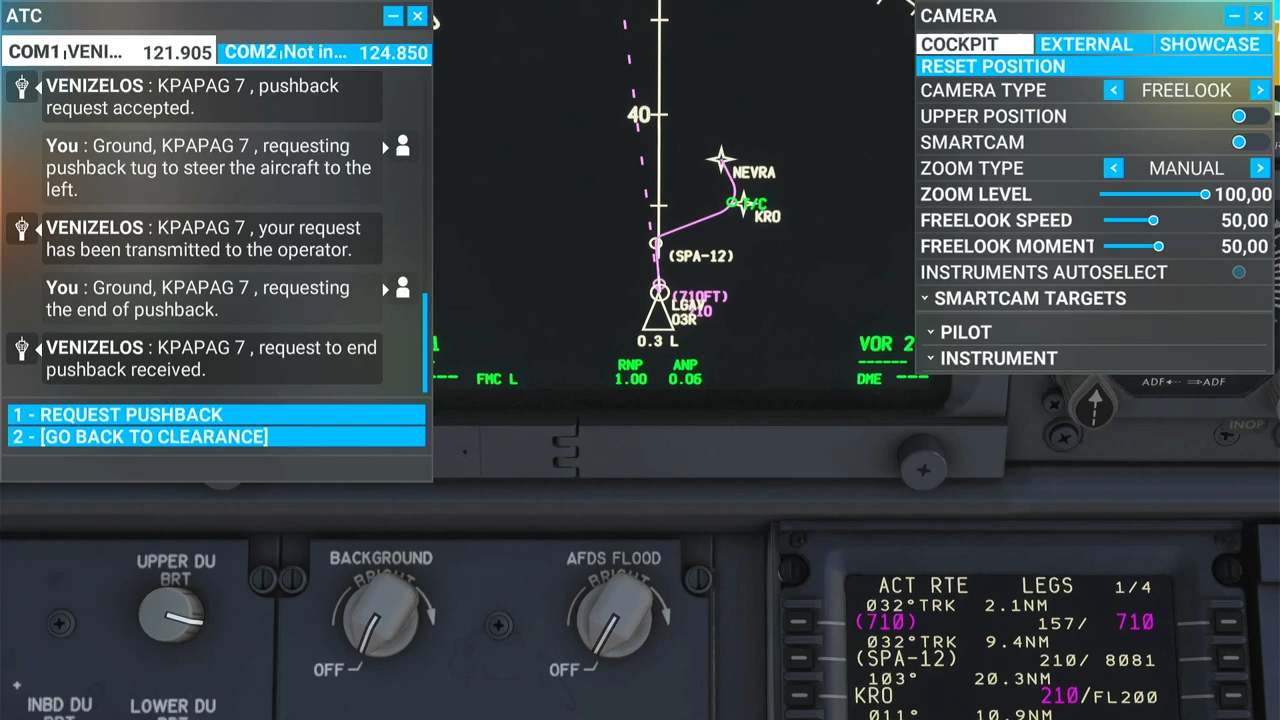 ATC
COM1 VENI... 121.905 COM2 Not in... 124.850
VENIZELOS : KPAPAG 7 , pushback
request accepted.
You : Ground, KPAPAG 7 , requesting
pushback tug to steer the aircraft to the
left.
VENIZELOS : KPAPAG 7 , your request
has been transmitted to the operator.
You : Ground, KPAPAG 7 , requesting
the end of pushback.
VENIZELOS : KPAPAG 7 , request to end
pushback received.
1 - REQUEST PUSHBACK
2 - [GO BACK TO CLEARANCE]
40
NEVRA
KRO
(SPA-12)
(710FT)
LGAV
03R
0.3 L
RNP ANP
FMC L 1.00 0.06
VOR 2
DME ---
CAMERA
COCKPIT EXTERNAL SHOWCASE
RESET POSITION
CAMERA TYPE < FREELOOK >
UPPER POSITION
SMARTCAM
ZOOM TYPE < MANUAL >
ZOOM LEVEL 100,00
FREELOOK SPEED 50,00
FREELOOK MOMENT 50,00
INSTRUMENTS AUTOSELECT
SMARTCAM TARGETS
PILOT
INSTRUMENT
ADF ADF
INOP
UPPER DU
BRT
BACKGROUND
BRIGHT
OFF
AFDS FLOOD
BRIGHT
OFF
INBD DU
LOWER DU
ACT RTE LEGS 1/4
032°TRK 2.1NM
(710) 157/ 710
032°TRK 9.4NM
(SPA-12) 210/ 8081
103° 20.3NM
KRO 210/FL200
011° 10.9NM